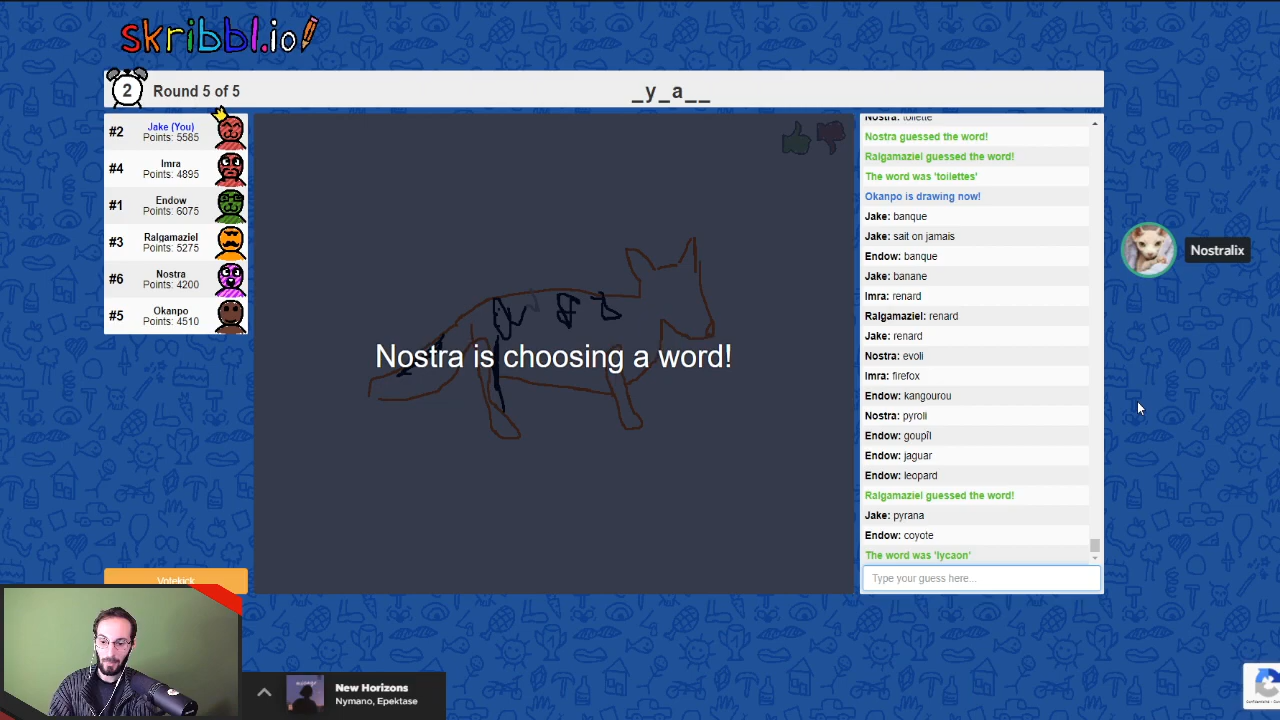 skribbl.io
2
Round 5 of 5
_y_a__
#2
Jake (You)
Points: 5585
#4
Imra
Points: 4895
#1
Endow
Points: 6075
#3
Ralgamaziel
Points: 5275
#6
Nostra
Points: 4200
#5
Okanpo
Points: 4510
Votekick
Nostra is choosing a word!
Nostra: toilette
Nostra guessed the word!
Ralgamaziel guessed the word!
The word was 'toilettes'
Okanpo is drawing now!
Jake: banque
Jake: sait on jamais
Endow: banque
Jake: banane
Imra: renard
Ralgamaziel: renard
Jake: renard
Nostra: evoli
Imra: firefox
Endow: kangourou
Nostra: pyroli
Endow: goupîl
Endow: jaguar
Endow: leopard
Ralgamaziel guessed the word!
Jake: pyrana
Endow: coyote
The word was 'lycaon'
Type your guess here...
Nostralix
New Horizons
Nymano, Epektase